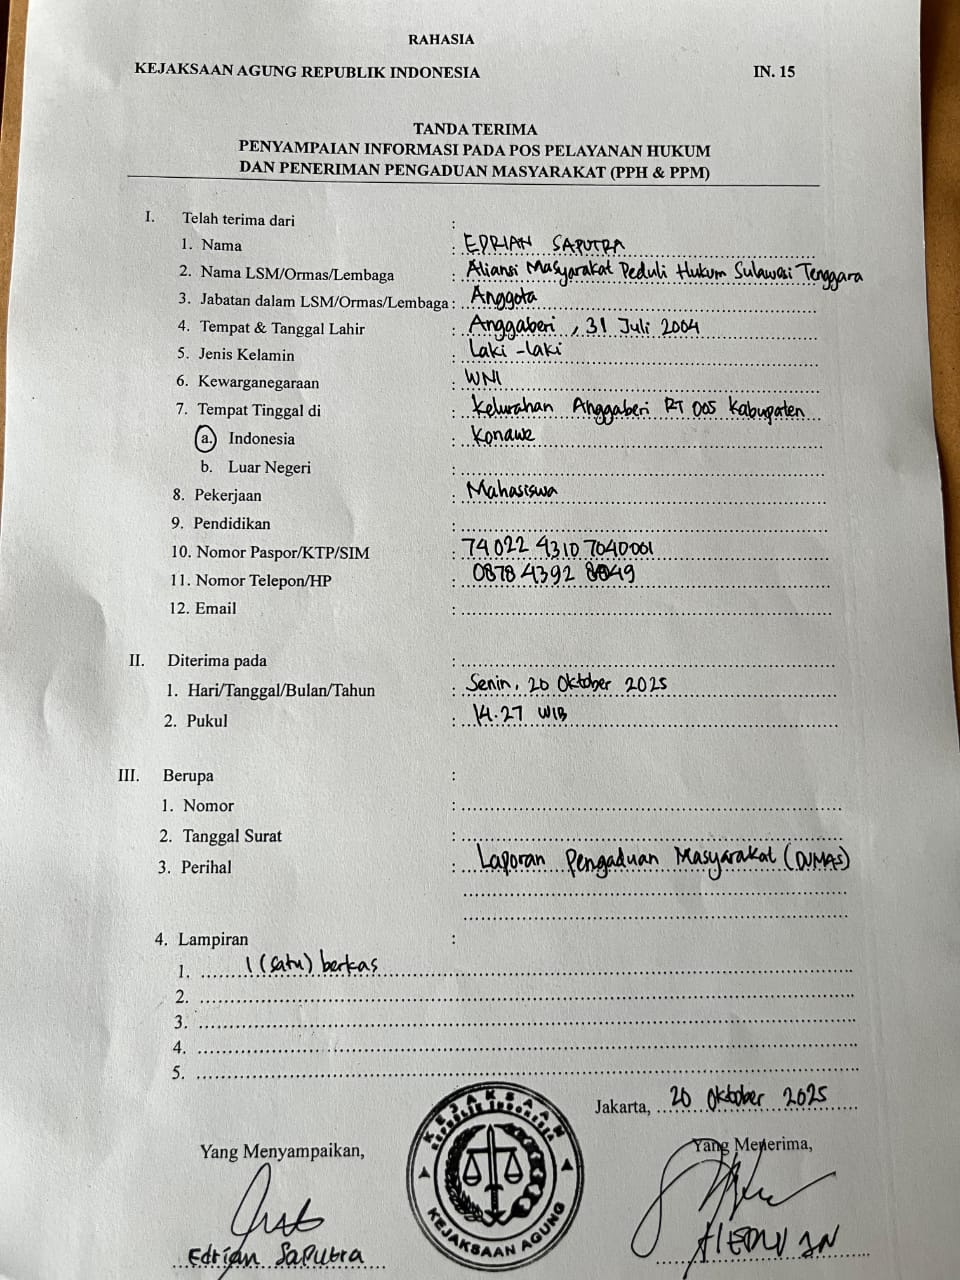 RAHASIA
KEJAKSAAN AGUNG REPUBLIK INDONESIA IN. 15
TANDA TERIMA
PENYAMPAIAN INFORMASI PADA POS PELAYANAN HUKUM
DAN PENERIMAN PENGADUAN MASYARAKAT (PPH & PPM)
I. Telah terima dari :
1. Nama : EDRIAN SAPUTRA
2. Nama LSM/Ormas/Lembaga : Aliansi Masyarakat Peduli Hukum Sulawesi Tenggara
3. Jabatan dalam LSM/Ormas/Lembaga : Anggota
4. Tempat & Tanggal Lahir : Anggaberi, 31 Juli 2004
5. Jenis Kelamin : Laki-laki
6. Kewarganegaraan : WNI
7. Tempat Tinggal di : Kelurahan Anggaberi RT 005 Kabupaten
a. Indonesia : Konawe
b. Luar Negeri :
8. Pekerjaan : Mahasiswa
9. Pendidikan :
10. Nomor Paspor/KTP/SIM : 74022 4310 7040001
11. Nomor Telepon/HP : 0878 4392 8049
12. Email :
II. Diterima pada :
1. Hari/Tanggal/Bulan/Tahun : Senin, 20 Oktober 2025
2. Pukul : 14.27 WIB
III. Berupa :
1. Nomor :
2. Tanggal Surat :
3. Perihal : Laporan Pengaduan Masyarakat (DUMAS)
4. Lampiran :
1. 1 (satu) berkas
2.
3.
4.
5.
Jakarta, 20 Oktober 2025
Yang Menyampaikan, Yang Menerima,
KEJAKSAAN
REPUBLIK INDONESIA
KEJAKSAAN AGUNG
Edrian Saputra